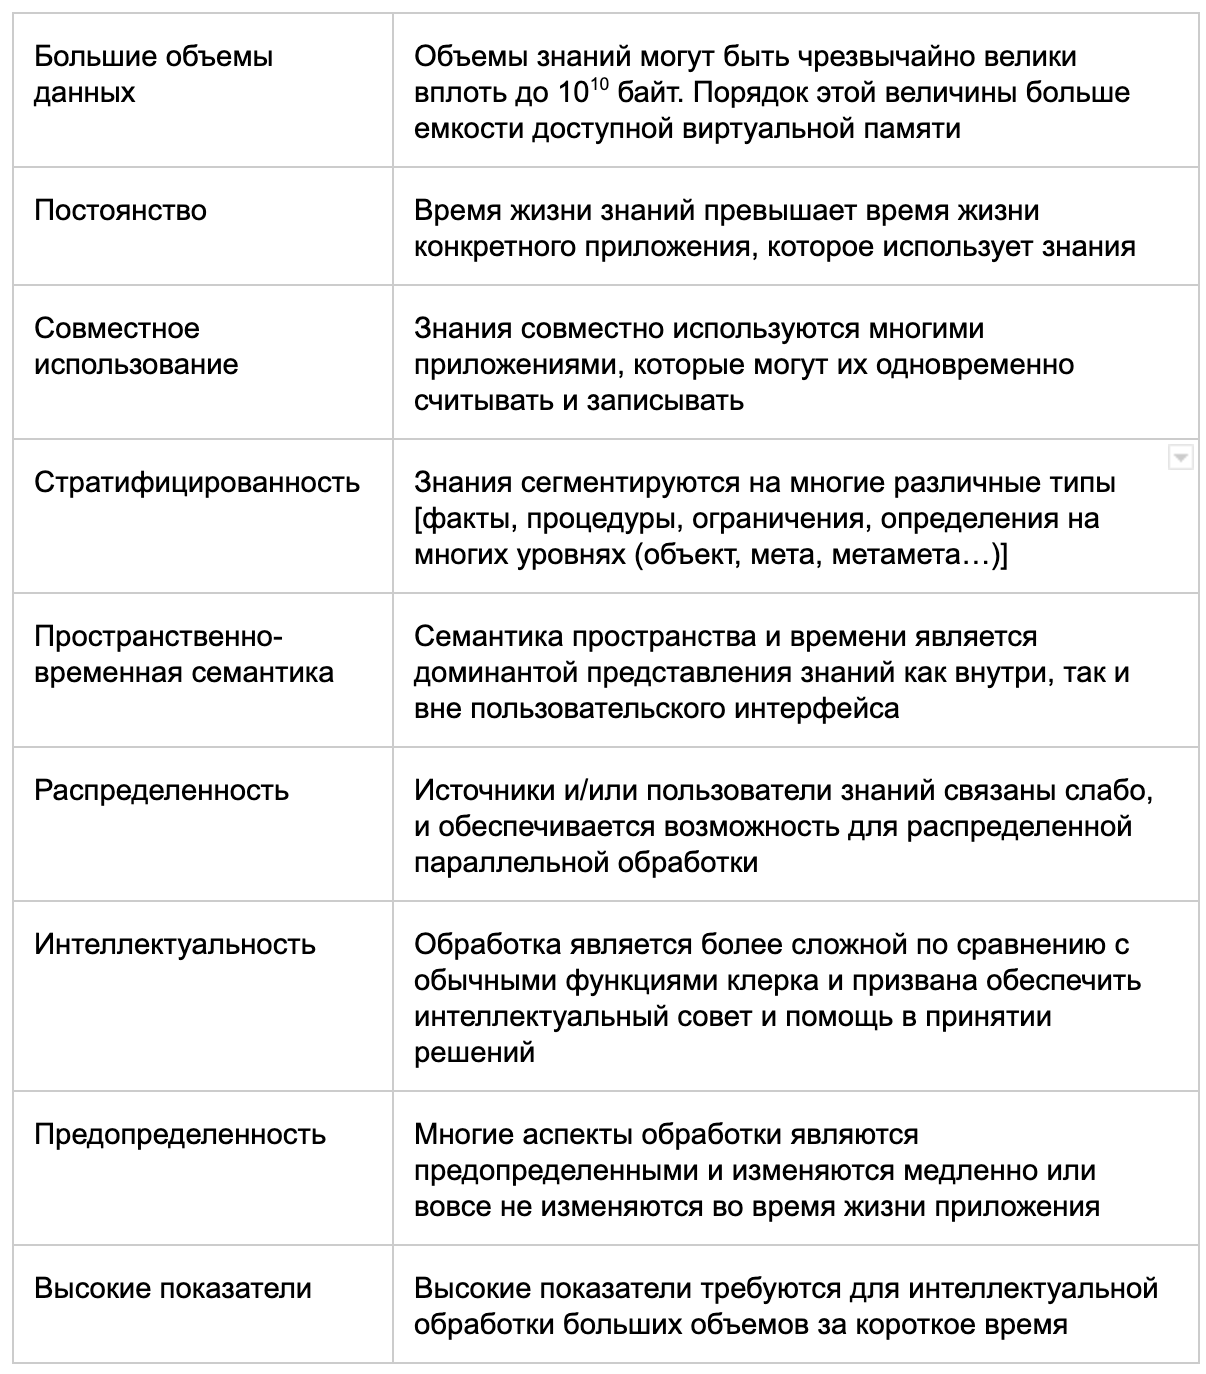 Большие объемы
данных
Объемы знаний могут быть чрезвычайно велики
вплоть до 10¹⁰ байт. Порядок этой величины больше
емкости доступной виртуальной памяти
Постоянство
Время жизни знаний превышает время жизни
конкретного приложения, которое использует знания
Совместное
использование
Знания совместно используются многими
приложениями, которые могут их одновременно
считывать и записывать
Стратифицированность
Знания сегментируются на многие различные типы
[факты, процедуры, ограничения, определения на
многих уровнях (объект, мета, метамета…)]
Пространственно-
временная семантика
Семантика пространства и времени является
доминантой представления знаний как внутри, так и
вне пользовательского интерфейса
Распределенность
Источники и/или пользователи знаний связаны слабо,
и обеспечивается возможность для распределенной
параллельной обработки
Интеллектуальность
Обработка является более сложной по сравнению с
обычными функциями клерка и призвана обеспечить
интеллектуальный совет и помощь в принятии
решений
Предопределенность
Многие аспекты обработки являются
предопределенными и изменяются медленно или
вовсе не изменяются во время жизни приложения
Высокие показатели
Высокие показатели требуются для интеллектуальной
обработки больших объемов за короткое время